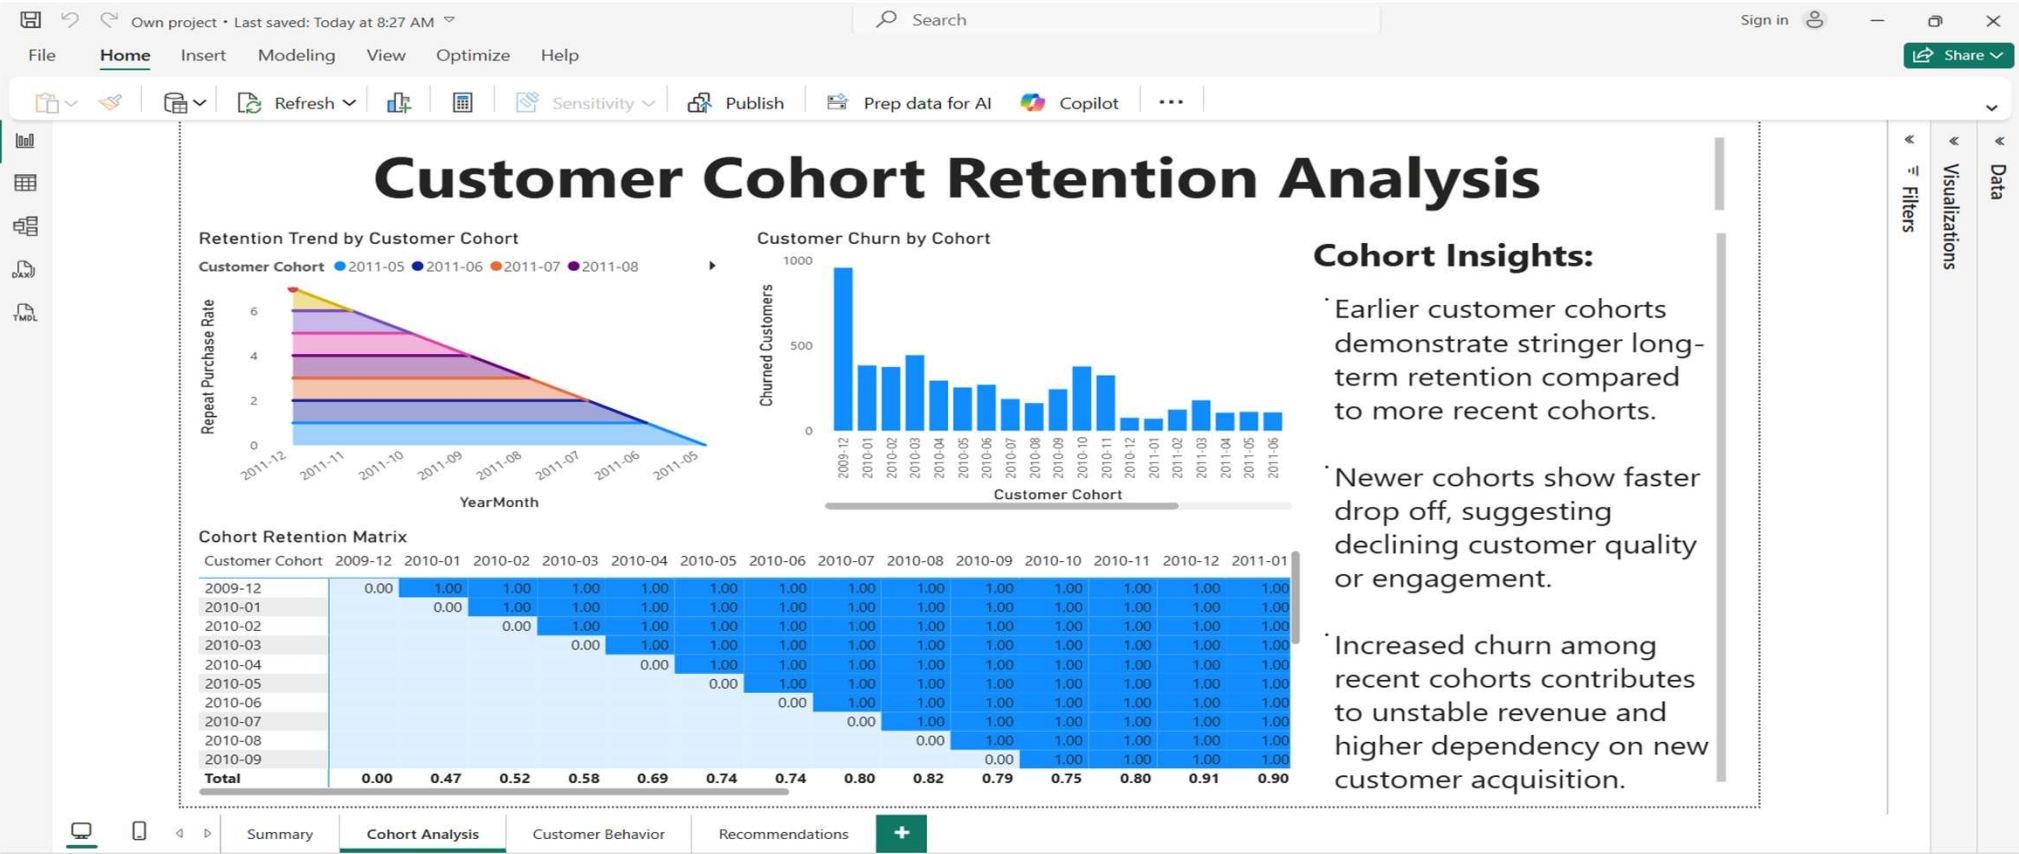 Own project • Last saved: Today at 8:27 AM
Search
Sign in
File Home Insert Modeling View Optimize Help
Share
Refresh Sensitivity Publish Prep data for AI Copilot
DAX
TMDL
Customer Cohort Retention Analysis
Retention Trend by Customer Cohort
Customer Cohort 2011-05 2011-06 2011-07 2011-08
Repeat Purchase Rate
6
4
2
0
2011-12 2011-11 2011-10 2011-09 2011-08 2011-07 2011-06 2011-05
YearMonth
Customer Churn by Cohort
Churned Customers
1000
500
0
2009-12 2010-01 2010-02 2010-03 2010-04 2010-05 2010-06 2010-07 2010-08 2010-09 2010-10 2010-11 2010-12 2011-01 2011-02 2011-03 2011-04 2011-05 2011-06
Customer Cohort
Cohort Retention Matrix
Customer Cohort 2009-12 2010-01 2010-02 2010-03 2010-04 2010-05 2010-06 2010-07 2010-08 2010-09 2010-10 2010-11 2010-12 2011-01
2009-12 0.00 1.00 1.00 1.00 1.00 1.00 1.00 1.00 1.00 1.00 1.00 1.00 1.00 1.00
2010-01 0.00 1.00 1.00 1.00 1.00 1.00 1.00 1.00 1.00 1.00 1.00 1.00 1.00
2010-02 0.00 1.00 1.00 1.00 1.00 1.00 1.00 1.00 1.00 1.00 1.00 1.00
2010-03 0.00 1.00 1.00 1.00 1.00 1.00 1.00 1.00 1.00 1.00 1.00
2010-04 0.00 1.00 1.00 1.00 1.00 1.00 1.00 1.00 1.00 1.00
2010-05 0.00 1.00 1.00 1.00 1.00 1.00 1.00 1.00 1.00
2010-06 0.00 1.00 1.00 1.00 1.00 1.00 1.00 1.00
2010-07 0.00 1.00 1.00 1.00 1.00 1.00 1.00
2010-08 0.00 1.00 1.00 1.00 1.00 1.00
2010-09 0.00 1.00 1.00 1.00 1.00
Total 0.00 0.47 0.52 0.58 0.69 0.74 0.74 0.80 0.82 0.79 0.75 0.80 0.91 0.90
Cohort Insights:
Earlier customer cohorts
demonstrate stringer long-
term retention compared
to more recent cohorts.
Newer cohorts show faster
drop off, suggesting
declining customer quality
or engagement.
Increased churn among
recent cohorts contributes
to unstable revenue and
higher dependency on new
customer acquisition.
Filters
Visualizations
Data
Summary Cohort Analysis Customer Behavior Recommendations